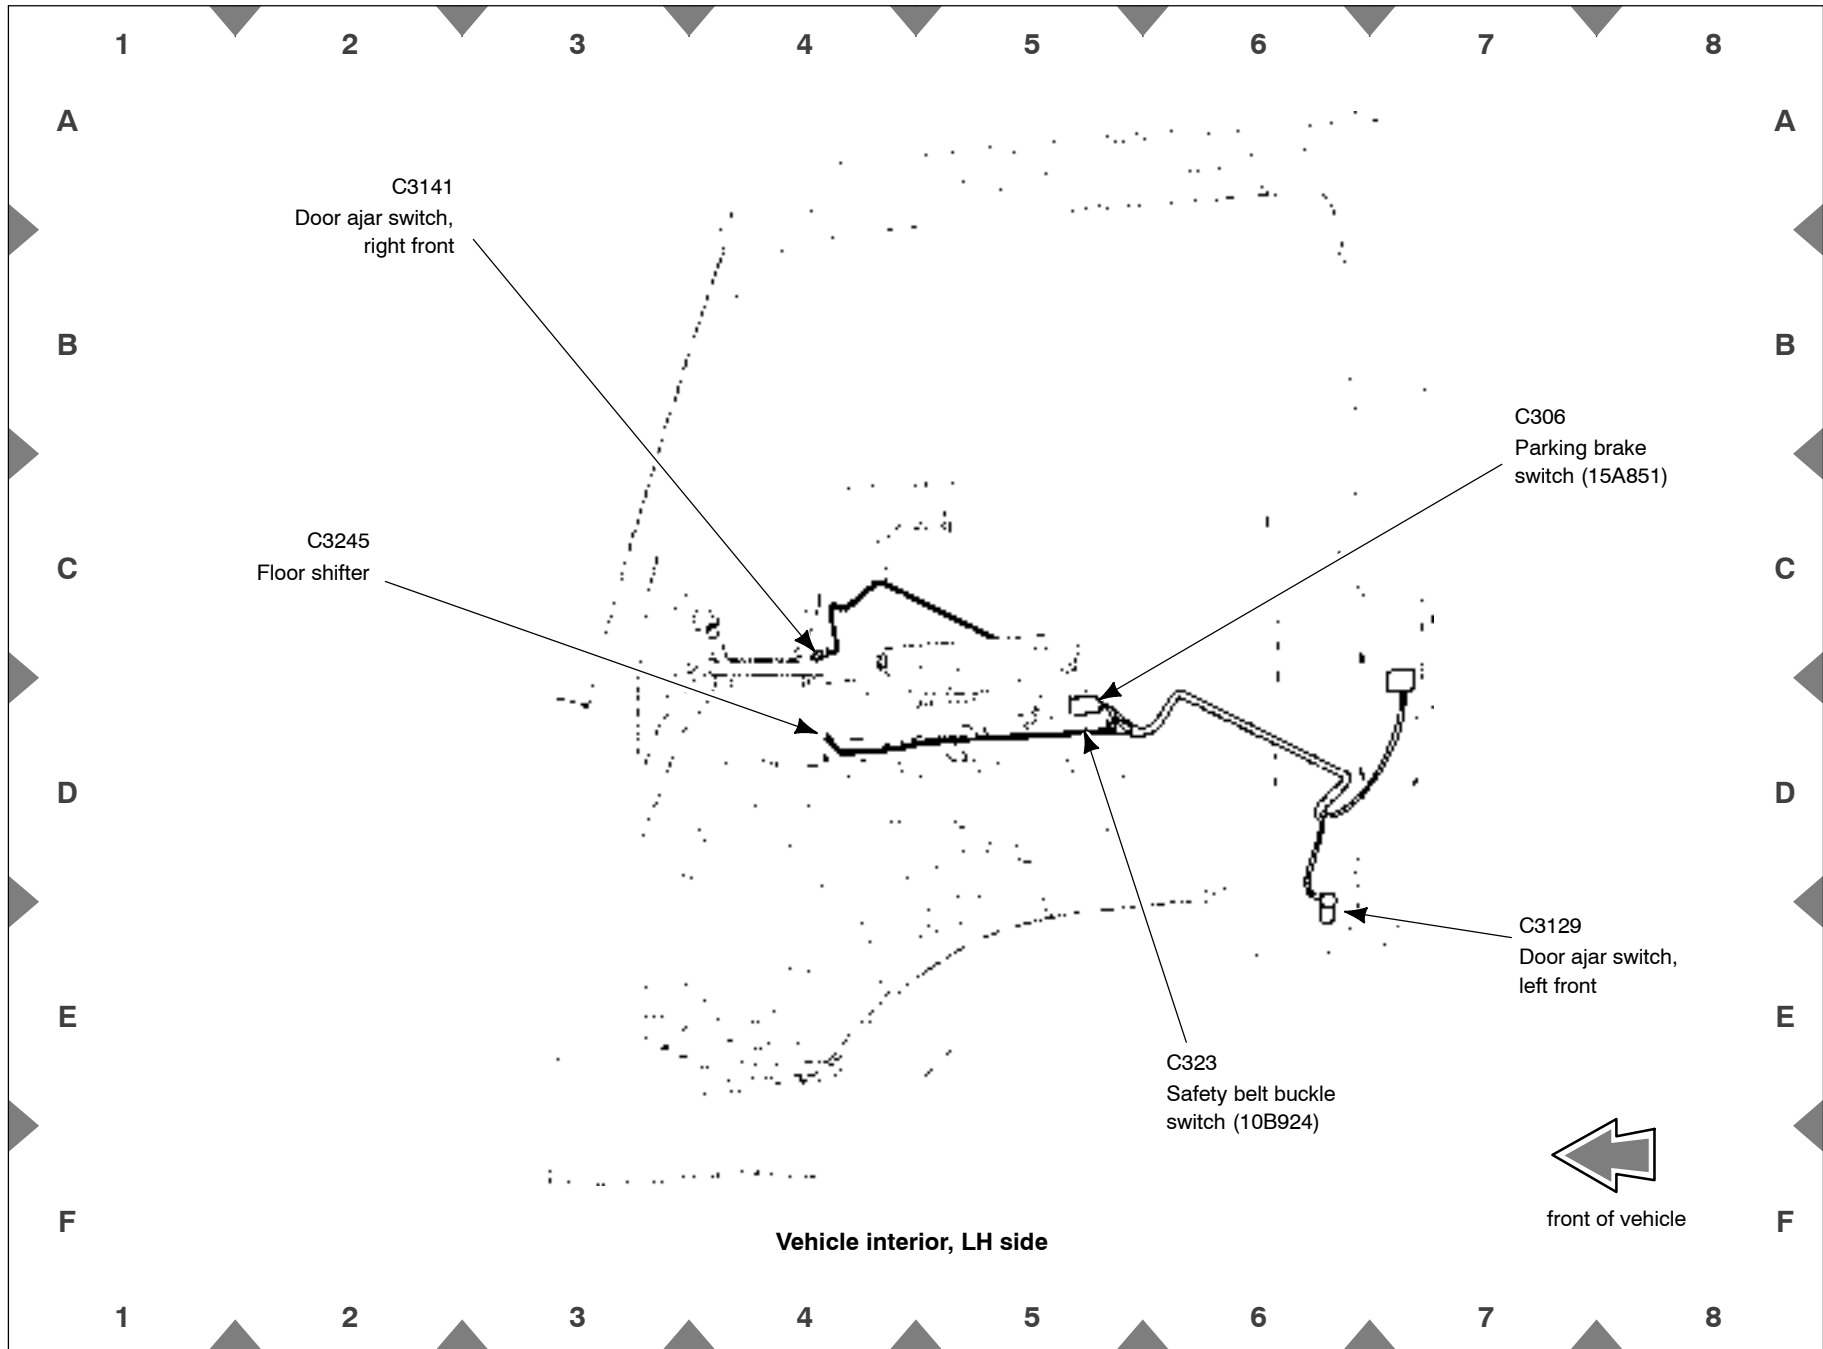 1 2 3 4 5 6 7 8
A A
C3141
Door ajar switch,
right front
B B
C306
Parking brake
switch (15A851)
C3245
Floor shifter
C C
D D
C3129
Door ajar switch,
left front
E E
C323
Safety belt buckle
switch (10B924)
front of vehicle
F F
Vehicle interior, LH side
1 2 3 4 5 6 7 8